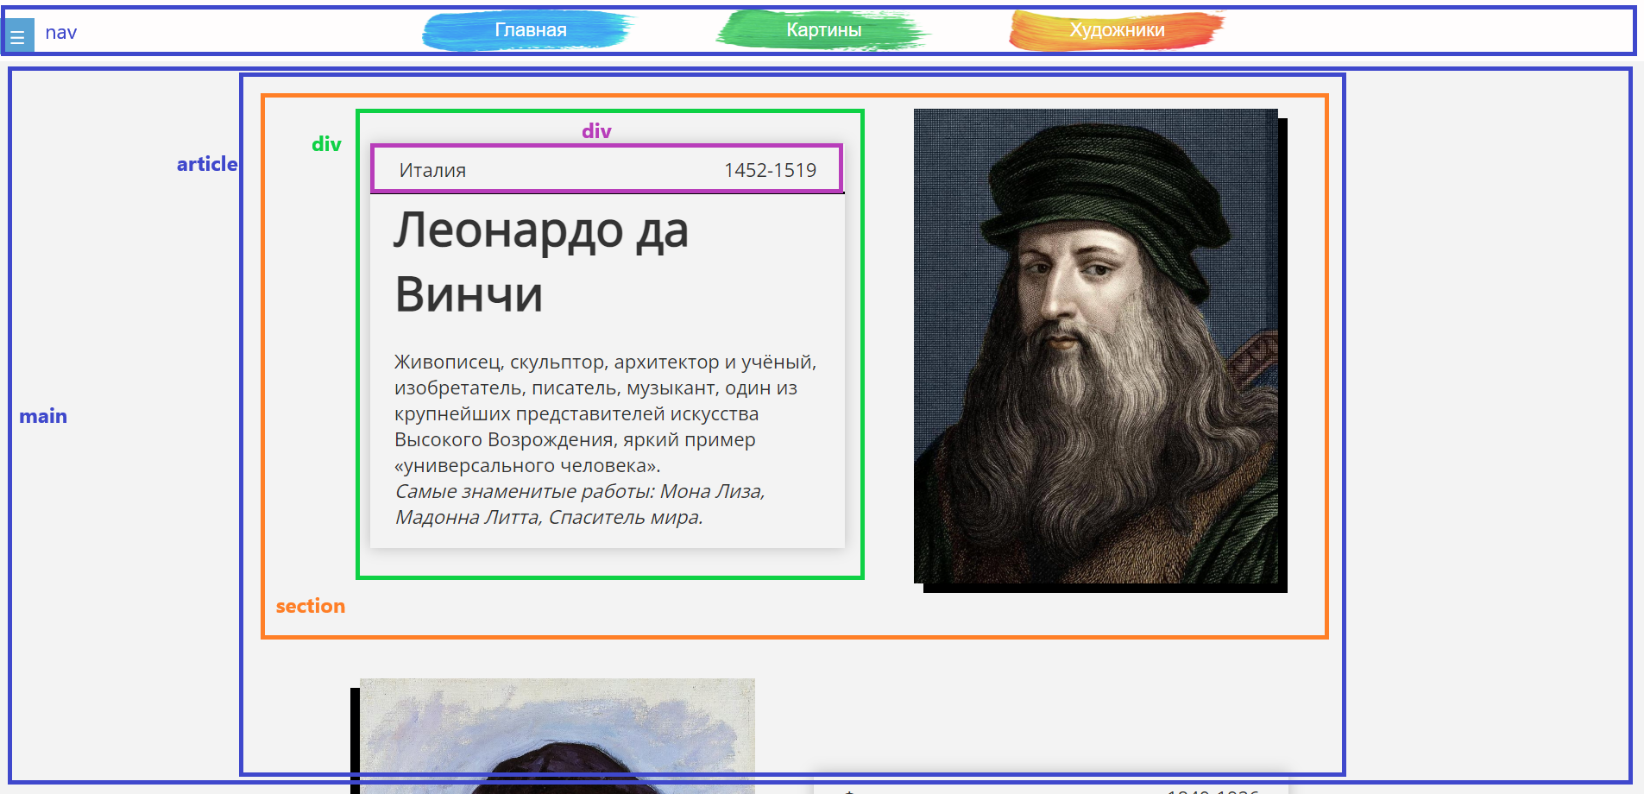 ☰ nav Главная Картины Художники
div
div
article
Италия 1452-1519
Леонардо да
Винчи
Живописец, скульптор, архитектор и учёный,
изобретатель, писатель, музыкант, один из
main
крупнейших представителей искусства
Высокого Возрождения, яркий пример
«универсального человека».
Самые знаменитые работы: Мона Лиза,
Мадонна Литта, Спаситель мира.
section